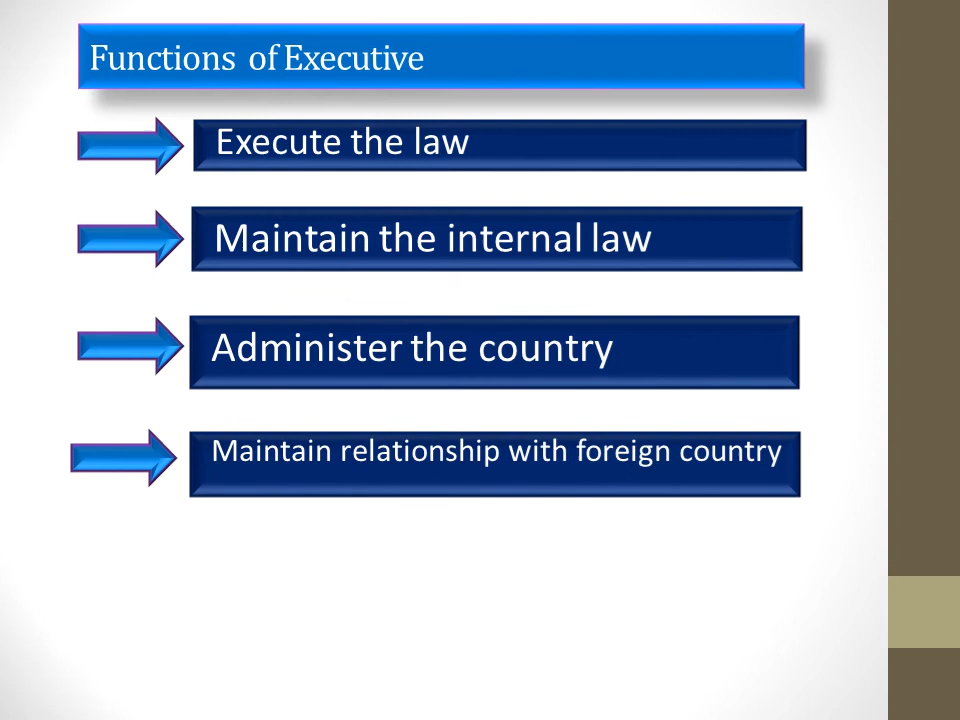 Functions of Executive
Execute the law
Maintain the internal law
Administer the country
Maintain relationship with foreign country